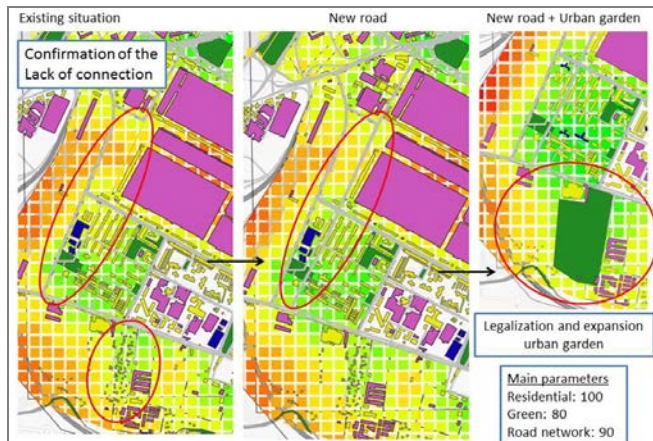 Existing situation
New road
New road + Urban garden
Confirmation of the
Lack of connection
Legalization and expansion
urban garden
Main parameters
Residential: 100
Green: 80
Road network: 90